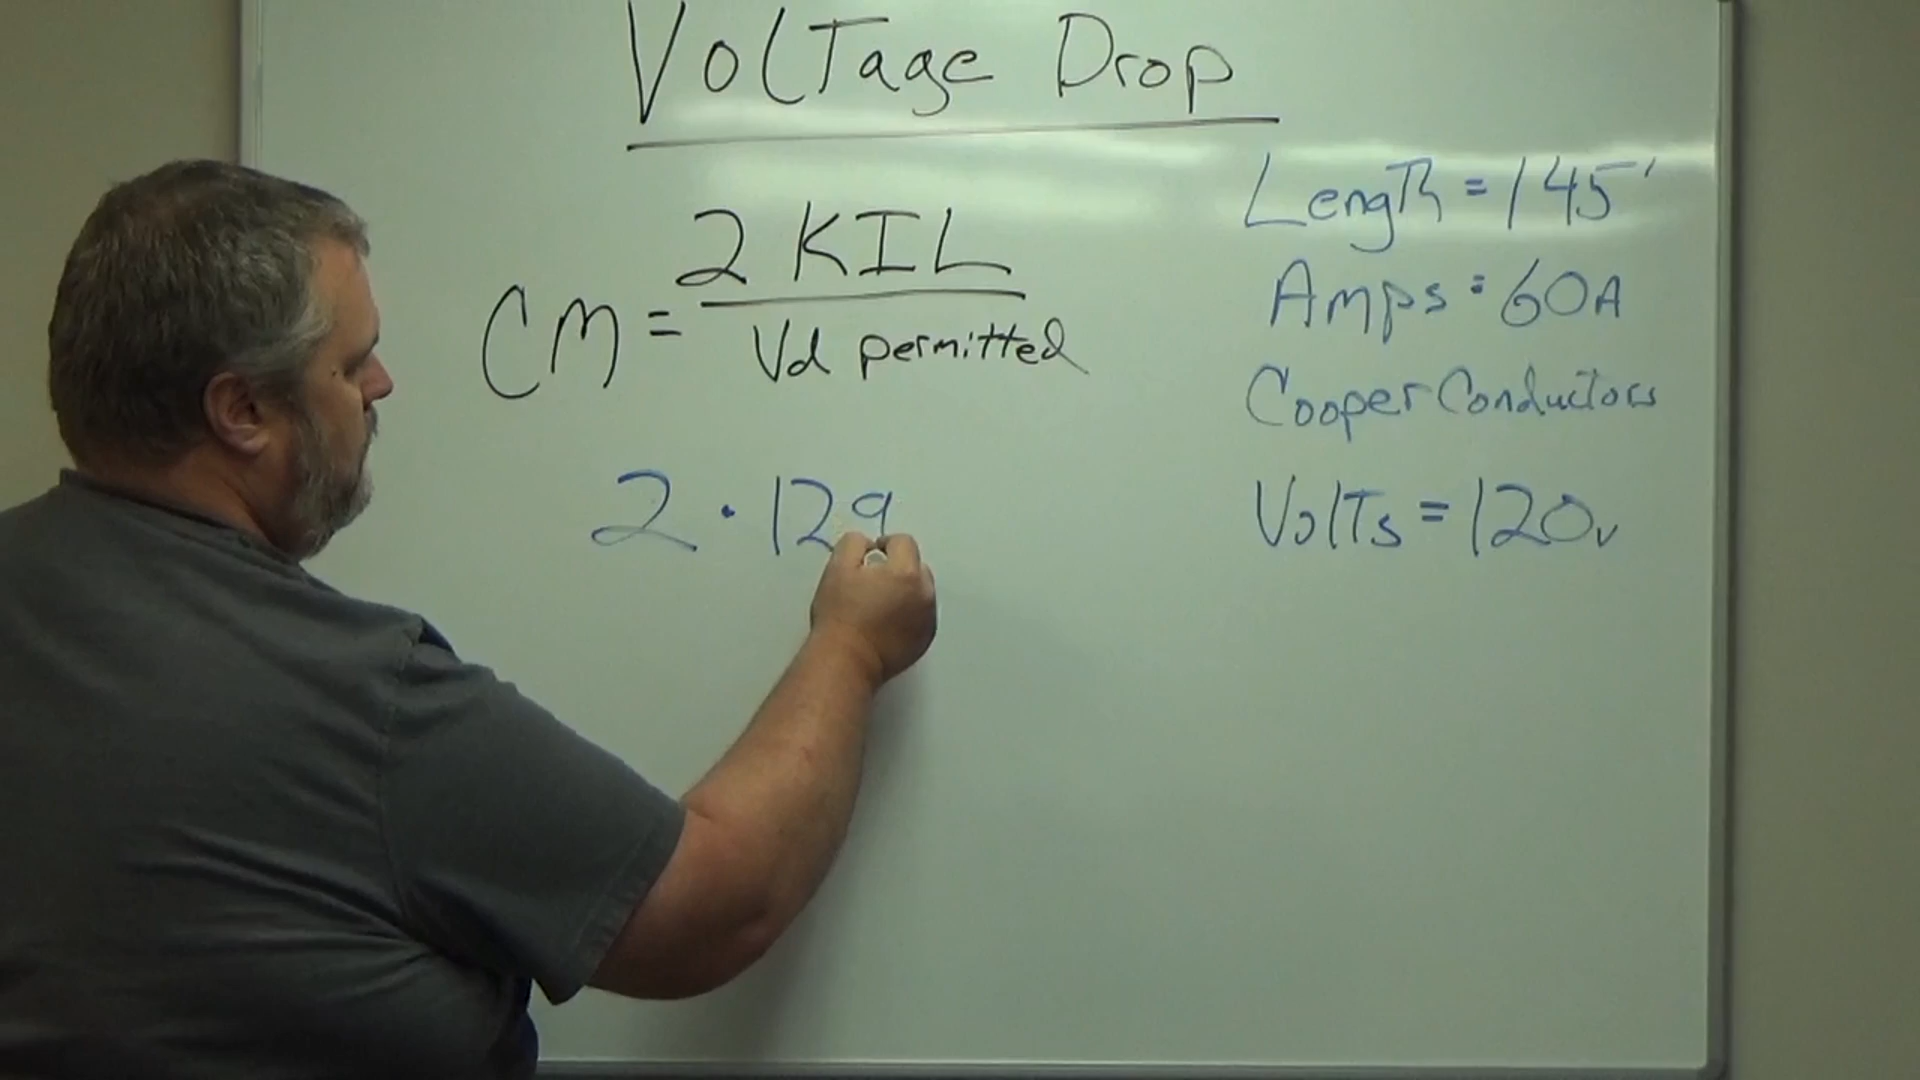 Voltage Drop
CM = 2 KIL
Vd permitted
Length = 145'
Amps = 60A
Cooper Conductors
Volts = 120v
2 · 129